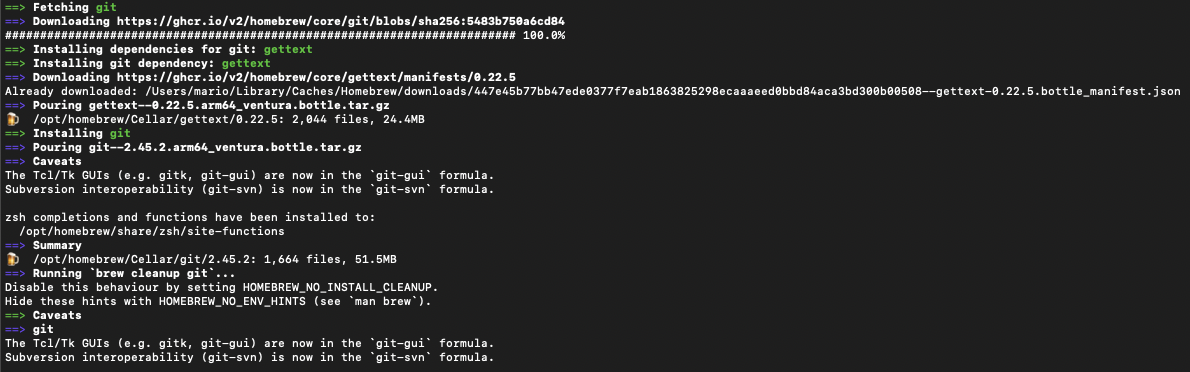 ==> Fetching git
==> Downloading https://ghcr.io/v2/homebrew/core/git/blobs/sha256:5483b750a6cd84
######################################################################### 100.0%
==> Installing dependencies for git: gettext
==> Installing git dependency: gettext
==> Downloading https://ghcr.io/v2/homebrew/core/gettext/manifests/0.22.5
Already downloaded: /Users/mario/Library/Caches/Homebrew/downloads/447e45b77bb47ede0377f7eab1863825298ecaaaeed0bbd84aca3bd300b00508--gettext-0.22.5.bottle_manifest.json
==> Pouring gettext--0.22.5.arm64_ventura.bottle.tar.gz
🍺  /opt/homebrew/Cellar/gettext/0.22.5: 2,044 files, 24.4MB
==> Installing git
==> Pouring git--2.45.2.arm64_ventura.bottle.tar.gz
==> Caveats
The Tcl/Tk GUIs (e.g. gitk, git-gui) are now in the `git-gui` formula.
Subversion interoperability (git-svn) is now in the `git-svn` formula.

zsh completions and functions have been installed to:
  /opt/homebrew/share/zsh/site-functions
==> Summary
🍺  /opt/homebrew/Cellar/git/2.45.2: 1,664 files, 51.5MB
==> Running `brew cleanup git`...
Disable this behaviour by setting HOMEBREW_NO_INSTALL_CLEANUP.
Hide these hints with HOMEBREW_NO_ENV_HINTS (see `man brew`).
==> Caveats
==> git
The Tcl/Tk GUIs (e.g. gitk, git-gui) are now in the `git-gui` formula.
Subversion interoperability (git-svn) is now in the `git-svn` formula.